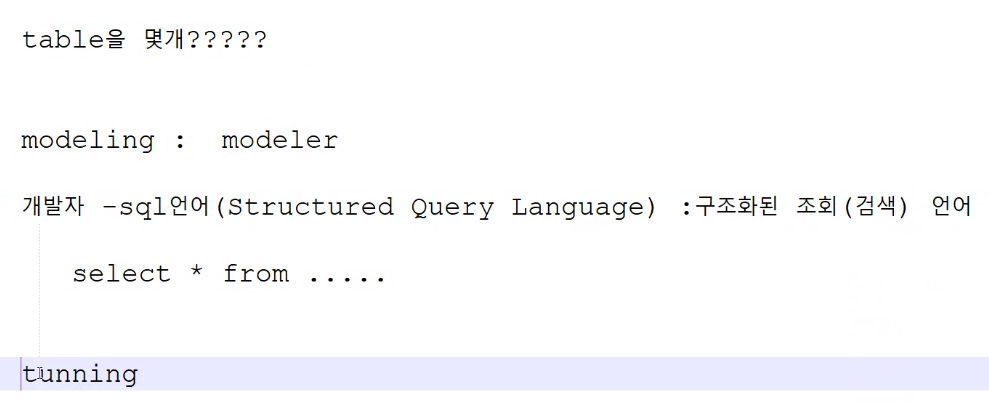 table을 몇개?????
modeling :  modeler
개발자 -sql언어(Structured Query Language) :구조화된 조회(검색) 언어
select * from .....
tunning